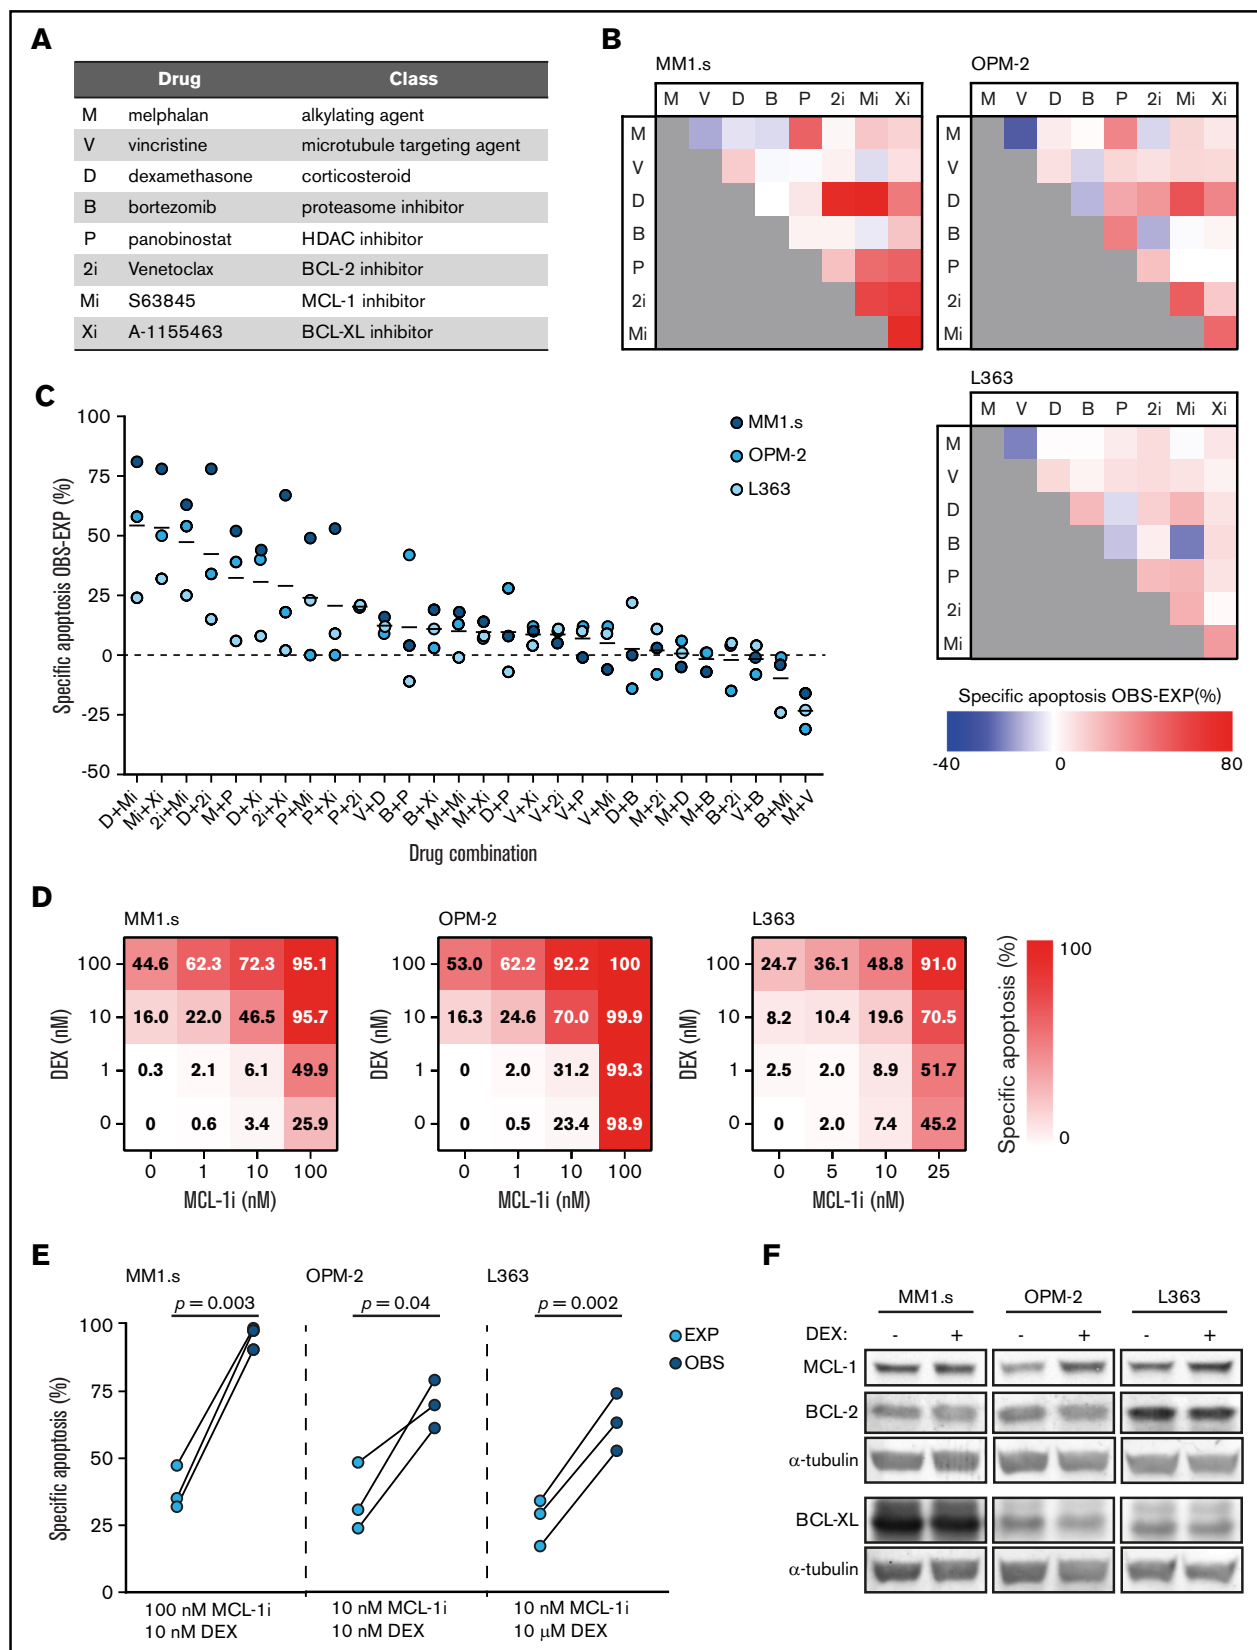 A
Drug Class
M melphalan alkylating agent
V vincristine microtubule targeting agent
D dexamethasone corticosteroid
B bortezomib proteasome inhibitor
P panobinostat HDAC inhibitor
2i Venetoclax BCL-2 inhibitor
Mi S63845 MCL-1 inhibitor
Xi A-1155463 BCL-XL inhibitor
B
MM1.s
M V D B P 2i Mi Xi
M
V
D
B
P
2i
Mi
OPM-2
M V D B P 2i Mi Xi
M
V
D
B
P
2i
Mi
L363
M V D B P 2i Mi Xi
M
V
D
B
P
2i
Mi
Specific apoptosis OBS-EXP(%)
-40 0 80
C
Specific apoptosis OBS-EXP (%)
100
75
50
25
0
-25
-50
MM1.s
OPM-2
L363
D+Mi Mi+Xi 2i+Mi D+2i M+P D+Xi 2i+Xi P+Mi P+Xi P+2i V+D B+P B+Xi M+Mi M+Xi D+P V+Xi V+2i V+P V+Mi D+B M+2i M+D M+B B+2i V+B B+Mi M+V
Drug combination
D
MM1.s
DEX (nM)
100 44.6 62.3 72.3 95.1
10 16.0 22.0 46.5 95.7
1 0.3 2.1 6.1 49.9
0 0 0.6 3.4 25.9
0 1 10 100
MCL-1i (nM)
OPM-2
DEX (nM)
100 53.0 62.2 92.2 100
10 16.3 24.6 70.0 99.9
1 0 2.0 31.2 99.3
0 0 0.5 23.4 98.9
0 1 10 100
MCL-1i (nM)
L363
DEX (nM)
100 24.7 36.1 48.8 91.0
10 8.2 10.4 19.6 70.5
1 2.5 2.0 8.9 51.7
0 0 2.0 7.4 45.2
0 5 10 25
MCL-1i (nM)
Specific apoptosis (%)
100
0
E
MM1.s OPM-2 L363
p = 0.003 p = 0.04 p = 0.002
Specific apoptosis (%)
100
75
50
25
0
EXP
OBS
100 nM MCL-1i 10 nM MCL-1i 10 nM MCL-1i
10 nM DEX 10 nM DEX 10 µM DEX
F
MM1.s OPM-2 L363
DEX: - + - + - +
MCL-1
BCL-2
α-tubulin
BCL-XL
α-tubulin